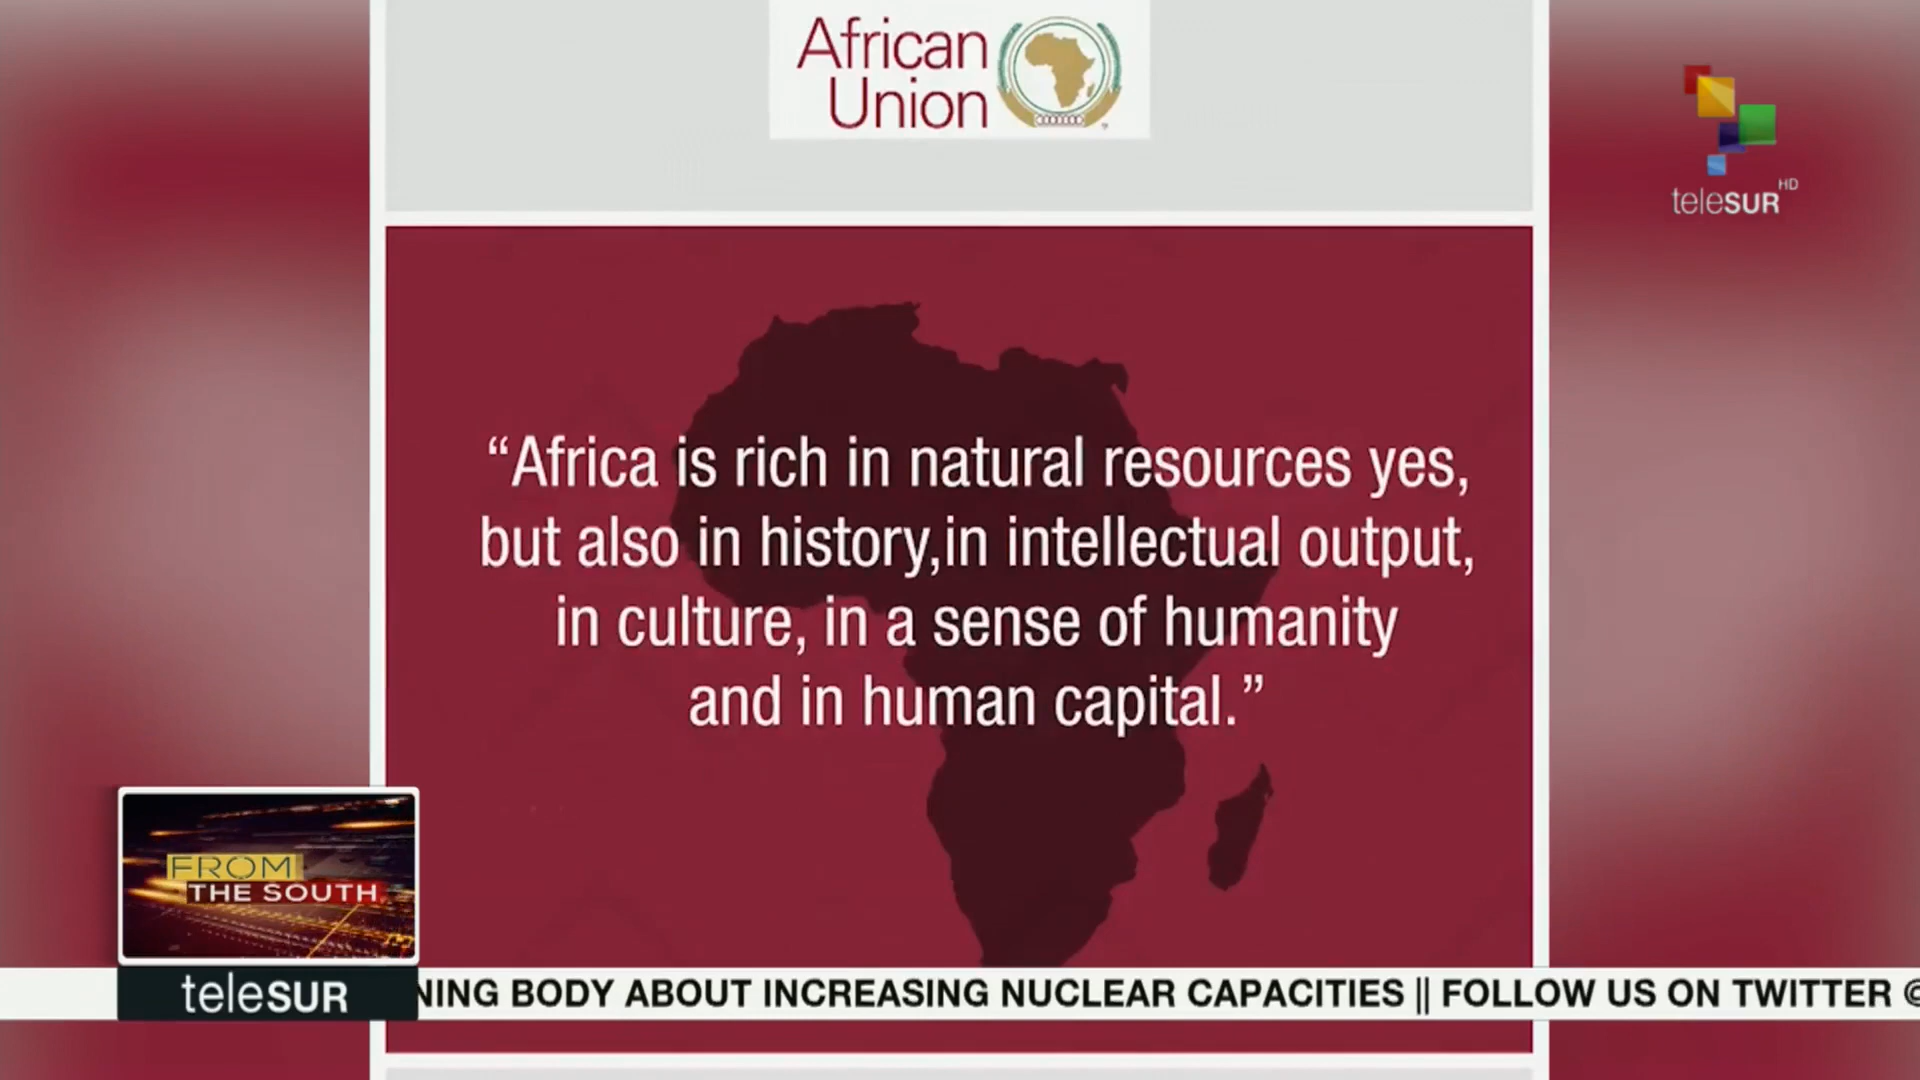 African
Union
HD
teleSUR
“Africa is rich in natural resources yes,
but also in history,in intellectual output,
in culture, in a sense of humanity
and in human capital.”
FROM
THE SOUTH
teleSUR
NING BODY ABOUT INCREASING NUCLEAR CAPACITIES || FOLLOW US ON TWITTER @